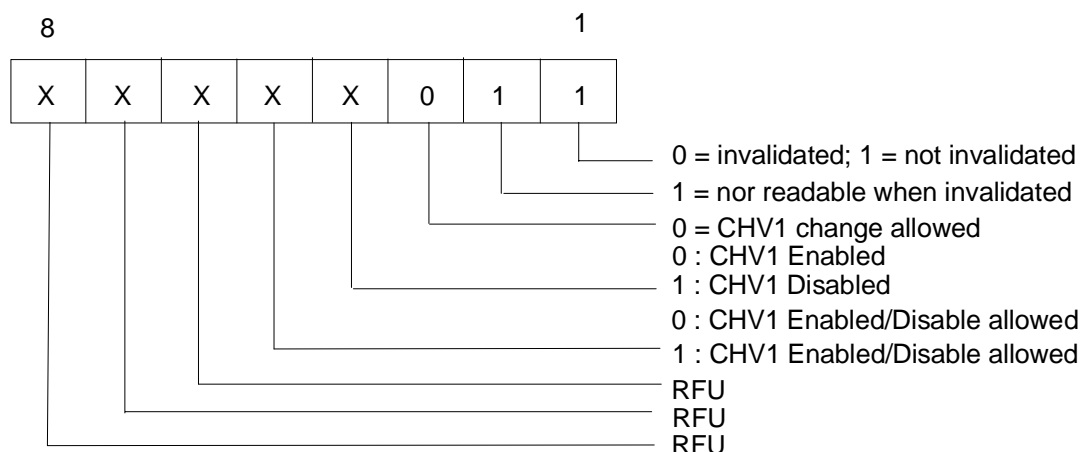 8 1
X X X X X 0 1 1
0 = invalidated; 1 = not invalidated
1 = nor readable when invalidated
0 = CHV1 change allowed
0 : CHV1 Enabled
1 : CHV1 Disabled
0 : CHV1 Enabled/Disable allowed
1 : CHV1 Enabled/Disable allowed
RFU
RFU
RFU